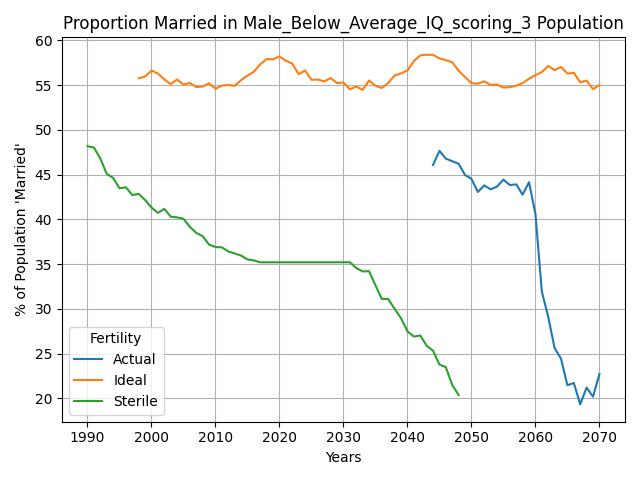 Proportion Married in Male_Below_Average_IQ_scoring_3 Population
% of Population 'Married'
60
55
50
45
40
35
30
25
20
Fertility
Actual
Ideal
Sterile
1990 2000 2010 2020 2030 2040 2050 2060 2070
Years